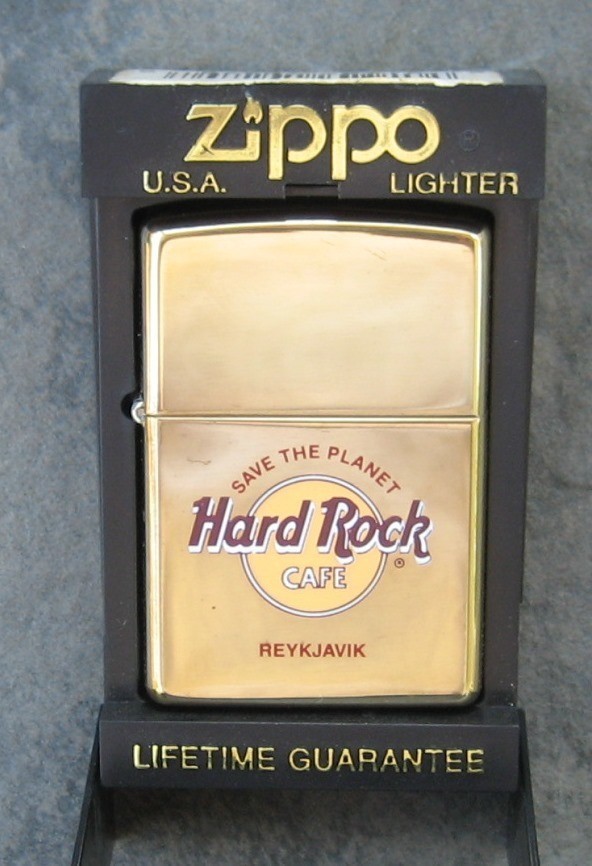 zippo ®
U.S.A. LIGHTER
SAVE THE PLANET
Hard Rock
CAFE ®
REYKJAVIK
LIFETIME GUARANTEE